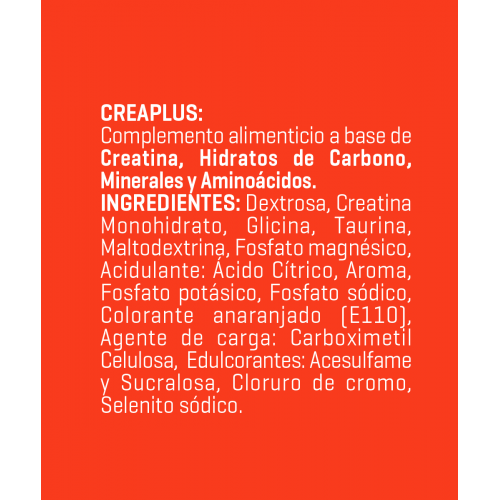 CREAPLUS:
Complemento alimenticio a base de
Creatina, Hidratos de Carbono,
Minerales y Aminoácidos.
INGREDIENTES: Dextrosa, Creatina
Monohidrato, Glicina, Taurina,
Maltodextrina, Fosfato magnésico,
Acidulante: Ácido Cítrico, Aroma,
Fosfato potásico, Fosfato sódico,
Colorante anaranjado (E110),
Agente de carga: Carboximetil
Celulosa, Edulcorantes: Acesulfame
y Sucralosa, Cloruro de cromo,
Selenito sódico.